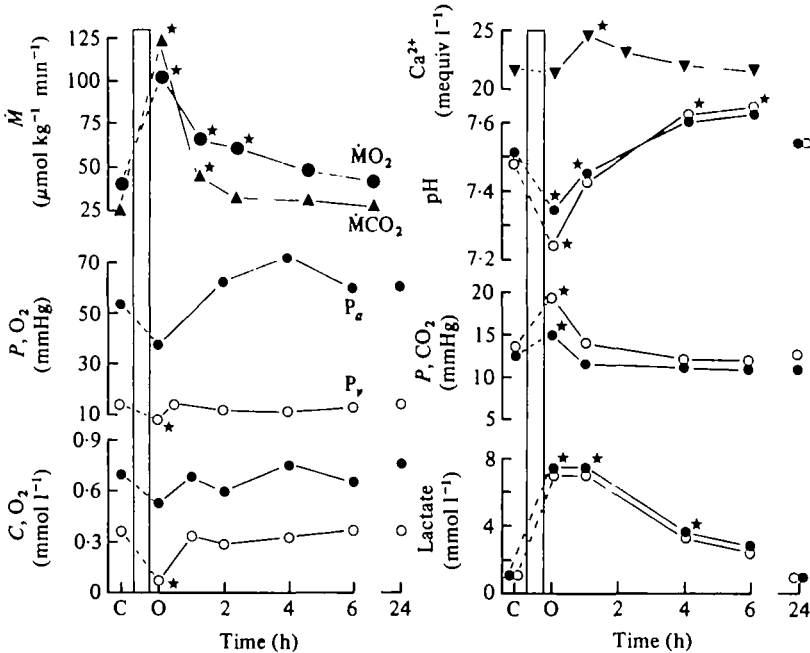 125
100
75
50
25
Ṁ
(μmol kg⁻¹ min⁻¹)
ṀO₂
ṀCO₂
70
50
30
10
P, O₂
(mmHg)
Pₐ
Pᵥ
0·9
0·6
0·3
0
C, O₂
(mmol l⁻¹)
C O 2 4 6 24
Time (h)
25
20
Ca²⁺
(mequiv l⁻¹)
7·6
7·4
7·2
pH
20
15
10
5
P, CO₂
(mmHg)
8
4
0
Lactate
(mmol l⁻¹)
C O 2 4 6 24
Time (h)